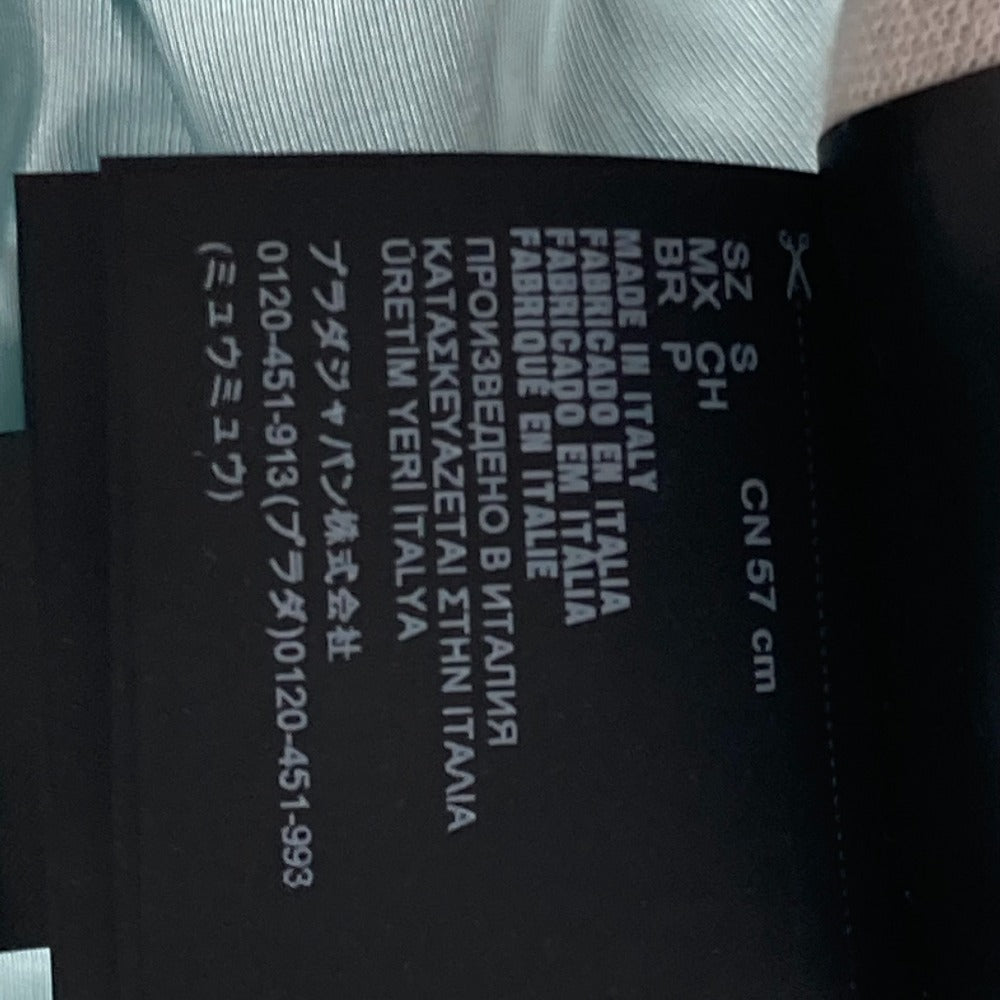 SZ S CN 57 cm
MX CH
BR P
MADE IN ITALY
FABRICADO EN ITALIA
FABRICADO EM ITÁLIA
FABRIQUÉ EN ITALIE
ПРОИЗВЕДЕНО В ИТАЛИЯ
ΚΑΤΑΣΚΕΥΑΖΕΤΑΙ ΣΤΗΝ ΙΤΑΛΙΑ
ÜRETİM YERİ İTALYA
プラダジャパン株式会社
0120-451-913(プラダ)0120-451-993
(ミュウミュウ)